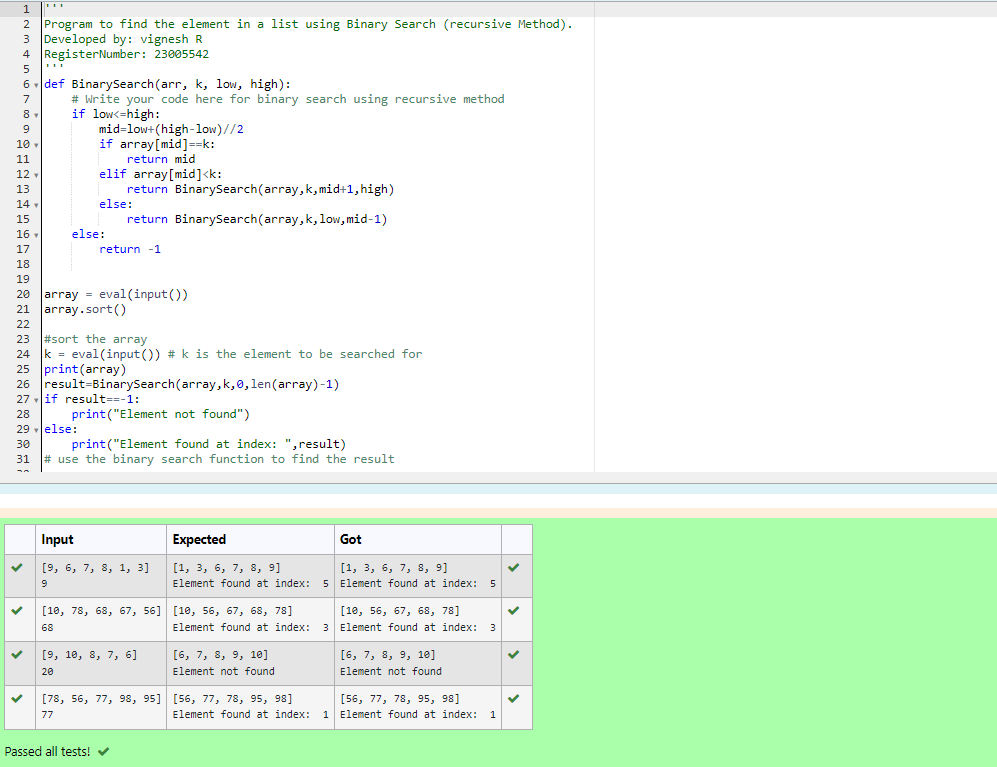 1 '''
2 Program to find the element in a list using Binary Search (recursive Method).
3 Developed by: vignesh R
4 RegisterNumber: 23005542
5 '''
6 def BinarySearch(arr, k, low, high):
7     # Write your code here for binary search using recursive method
8     if low<=high:
9         mid=low+(high-low)//2
10         if array[mid]==k:
11             return mid
12         elif array[mid]<k:
13             return BinarySearch(array,k,mid+1,high)
14         else:
15             return BinarySearch(array,k,low,mid-1)
16     else:
17         return -1
18
19
20 array = eval(input())
21 array.sort()
22
23 #sort the array
24 k = eval(input()) # k is the element to be searched for
25 print(array)
26 result=BinarySearch(array,k,0,len(array)-1)
27 if result==-1:
28     print("Element not found")
29 else:
30     print("Element found at index: ",result)
31 # use the binary search function to find the result
Input Expected Got
[9, 6, 7, 8, 1, 3] [1, 3, 6, 7, 8, 9] [1, 3, 6, 7, 8, 9]
9 Element found at index:  5 Element found at index:  5
[10, 78, 68, 67, 56] [10, 56, 67, 68, 78] [10, 56, 67, 68, 78]
68 Element found at index:  3 Element found at index:  3
[9, 10, 8, 7, 6] [6, 7, 8, 9, 10] [6, 7, 8, 9, 10]
20 Element not found Element not found
[78, 56, 77, 98, 95] [56, 77, 78, 95, 98] [56, 77, 78, 95, 98]
77 Element found at index:  1 Element found at index:  1
Passed all tests!